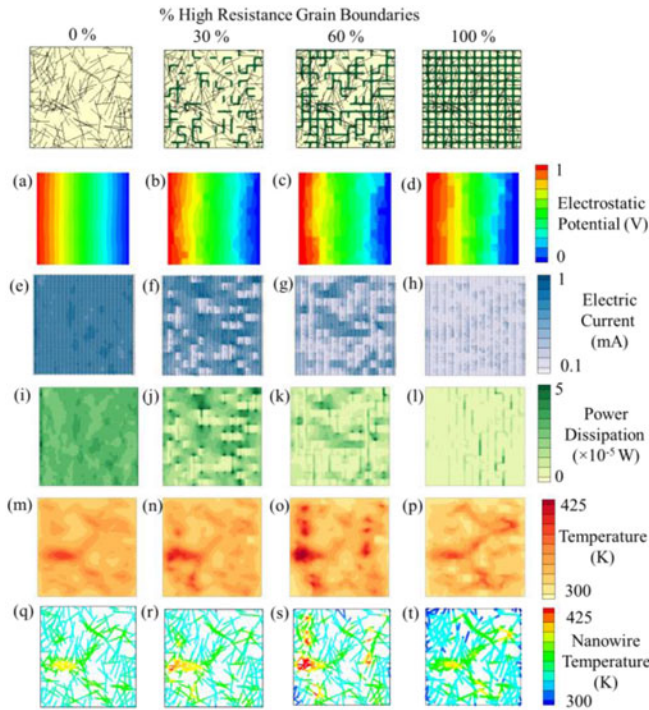 % High Resistance Grain Boundaries
0 % 30 % 60 % 100 %
(a) (b) (c) (d) 1
Electrostatic
Potential (V)
0
(e) (f) (g) (h) 1
Electric
Current
(mA)
0.1
(i) (j) (k) (l) 5
Power
Dissipation
(×10⁻⁵ W)
0
(m) (n) (o) (p) 425
Temperature
(K)
300
(q) (r) (s) (t) 425
Nanowire
Temperature
(K)
300